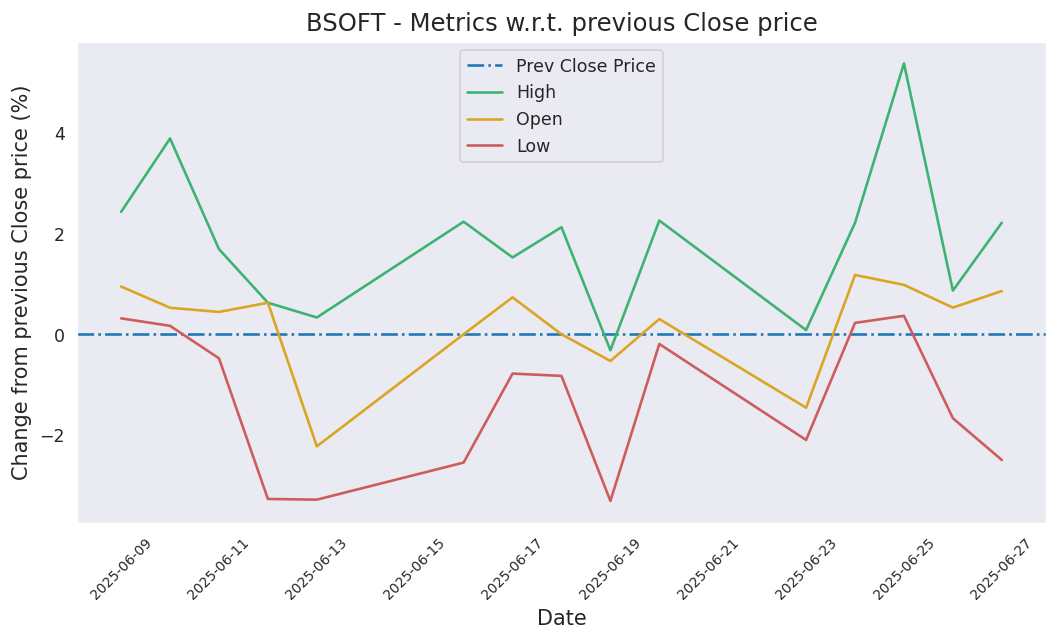 BSOFT - Metrics w.r.t. previous Close price
Prev Close Price
High
Open
Low
Change from previous Close price (%)
4
2
0
−2
2025-06-09
2025-06-11
2025-06-13
2025-06-15
2025-06-17
2025-06-19
2025-06-21
2025-06-23
2025-06-25
2025-06-27
Date